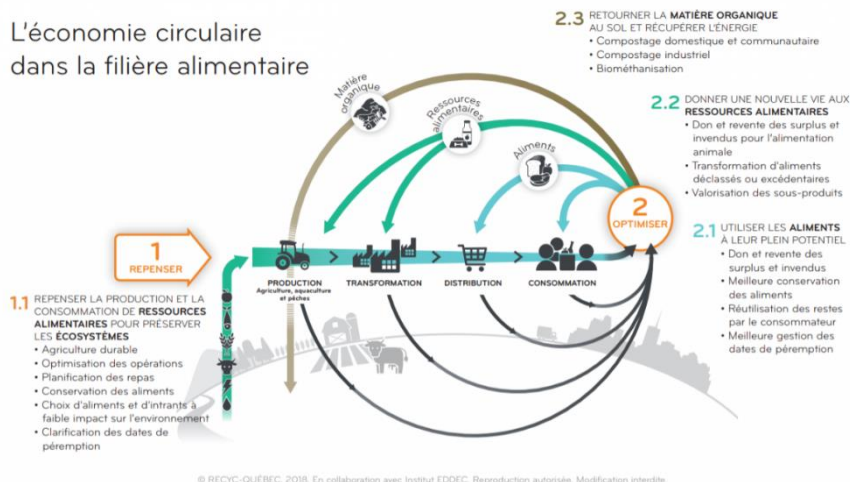 L'économie circulaire
dans la filière alimentaire
2.3 RETOURNER LA MATIÈRE ORGANIQUE
AU SOL ET RÉCUPÉRER L'ÉNERGIE
• Compostage domestique et communautaire
• Compostage industriel
• Biométhanisation
2.2 DONNER UNE NOUVELLE VIE AUX
RESSOURCES ALIMENTAIRES
• Don et revente des surplus et
invendus pour l'alimentation
animale
• Transformation d'aliments
déclassés ou excédentaires
• Valorisation des sous-produits
Matière
organique
Ressources
alimentaires
Aliments
2
OPTIMISER
2.1 UTILISER LES ALIMENTS
À LEUR PLEIN POTENTIEL
• Don et revente des
surplus et invendus
• Meilleure conservation
des aliments
• Réutilisation des restes
par le consommateur
• Meilleure gestion des
dates de péremption
1
REPENSER
PRODUCTION
Agriculture, aquaculture
et pêches
TRANSFORMATION
DISTRIBUTION
CONSOMMATION
1.1 REPENSER LA PRODUCTION ET LA
CONSOMMATION DE RESSOURCES
ALIMENTAIRES POUR PRÉSERVER
LES ÉCOSYSTÈMES
• Agriculture durable
• Optimisation des opérations
• Planification des repas
• Conservation des aliments
• Choix d'aliments et d'intrants à
faible impact sur l'environnement
• Clarification des dates de
péremption
© RECYC-QUÉBEC, 2018. En collaboration avec Institut EDDEC. Reproduction autorisée. Modification interdite.